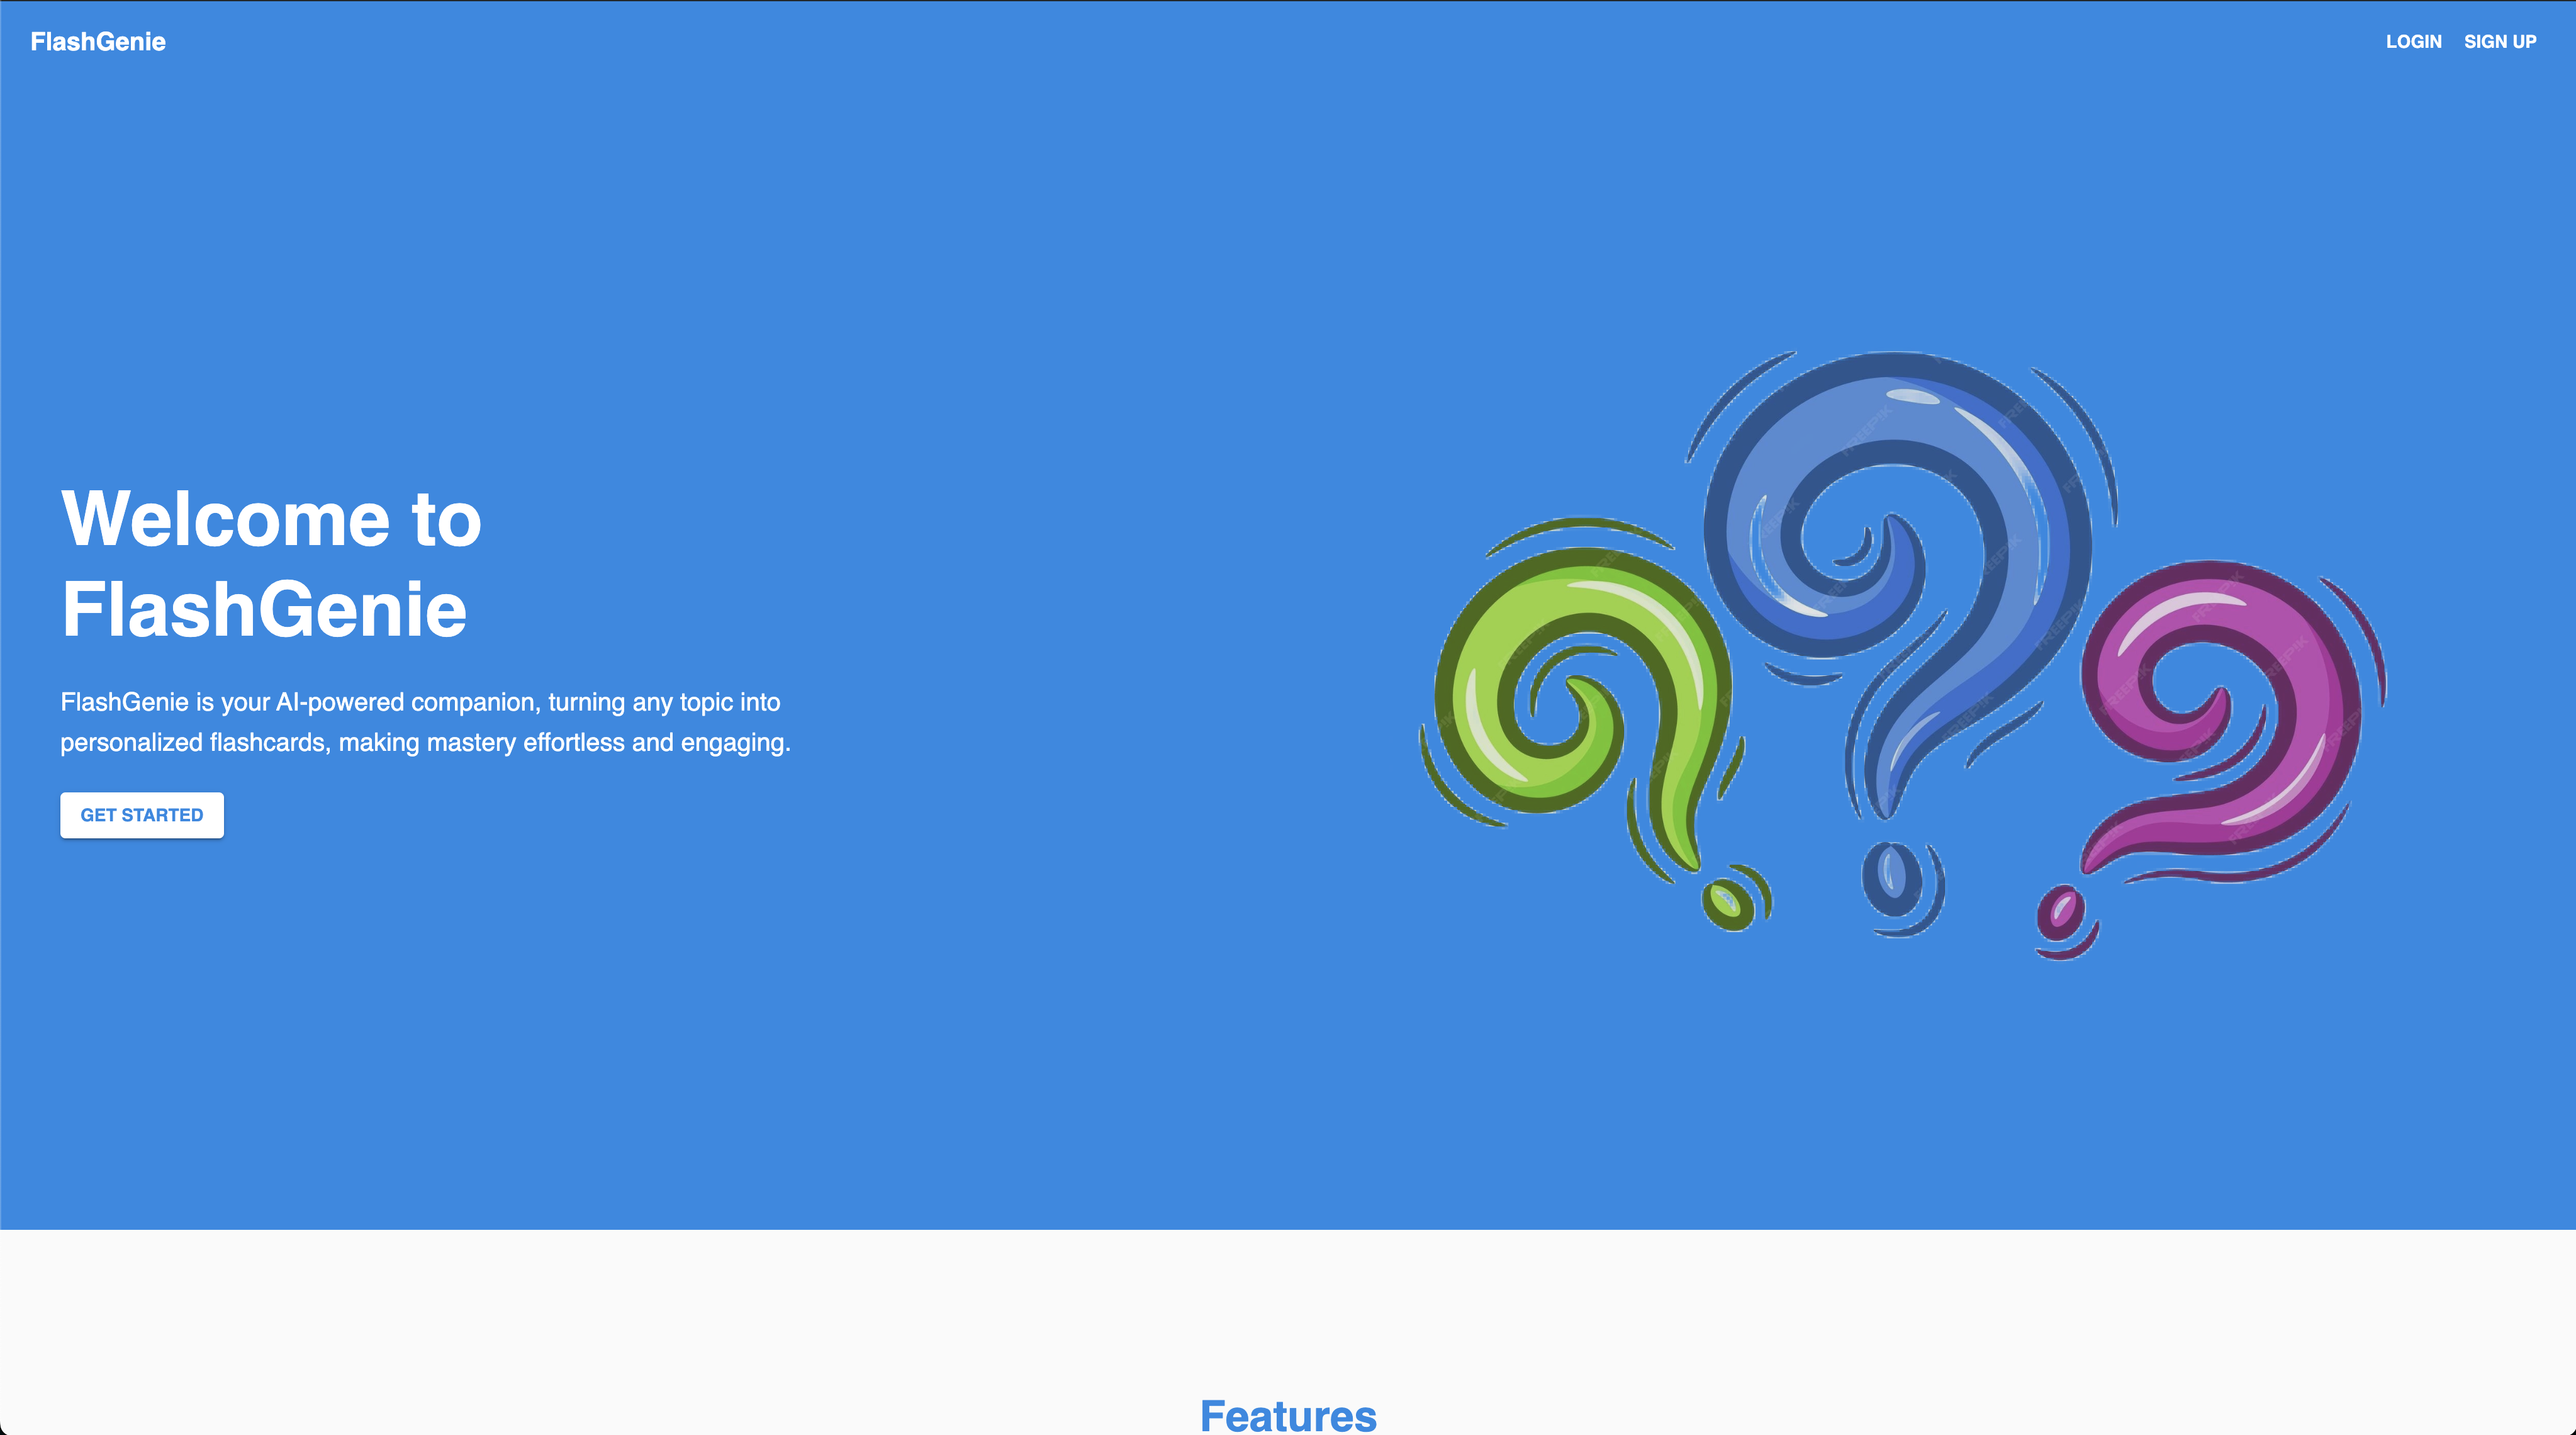 FlashGenie
LOGIN SIGN UP
Welcome to
FlashGenie
FlashGenie is your AI-powered companion, turning any topic into
personalized flashcards, making mastery effortless and engaging.
GET STARTED
FREEPIK
Features